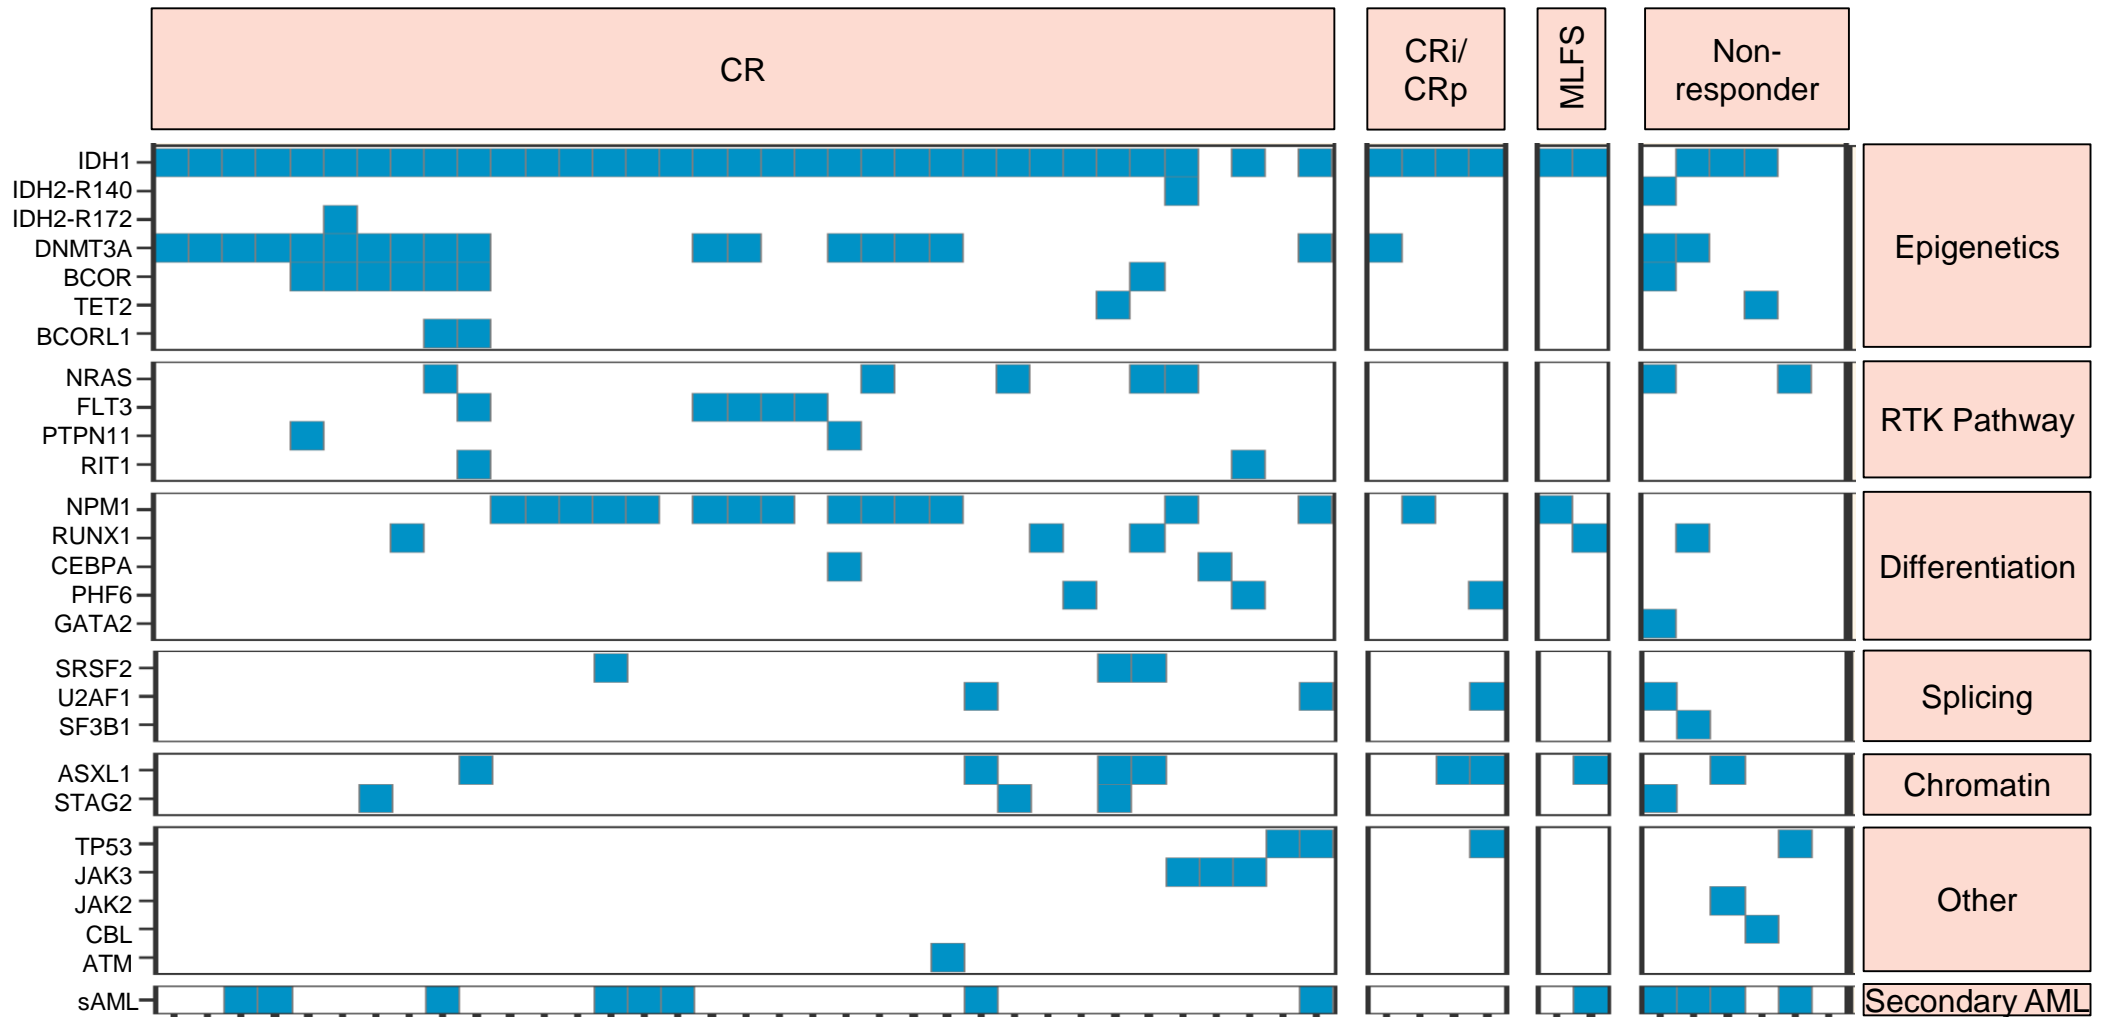 CR
CRi/
CRp
MLFS
Non-
responder
IDH1
IDH2-R140
IDH2-R172
DNMT3A
BCOR
TET2
BCORL1
Epigenetics
NRAS
FLT3
PTPN11
RIT1
RTK Pathway
NPM1
RUNX1
CEBPA
PHF6
GATA2
Differentiation
SRSF2
U2AF1
SF3B1
Splicing
ASXL1
STAG2
Chromatin
TP53
JAK3
JAK2
CBL
ATM
Other
sAML
Secondary AML